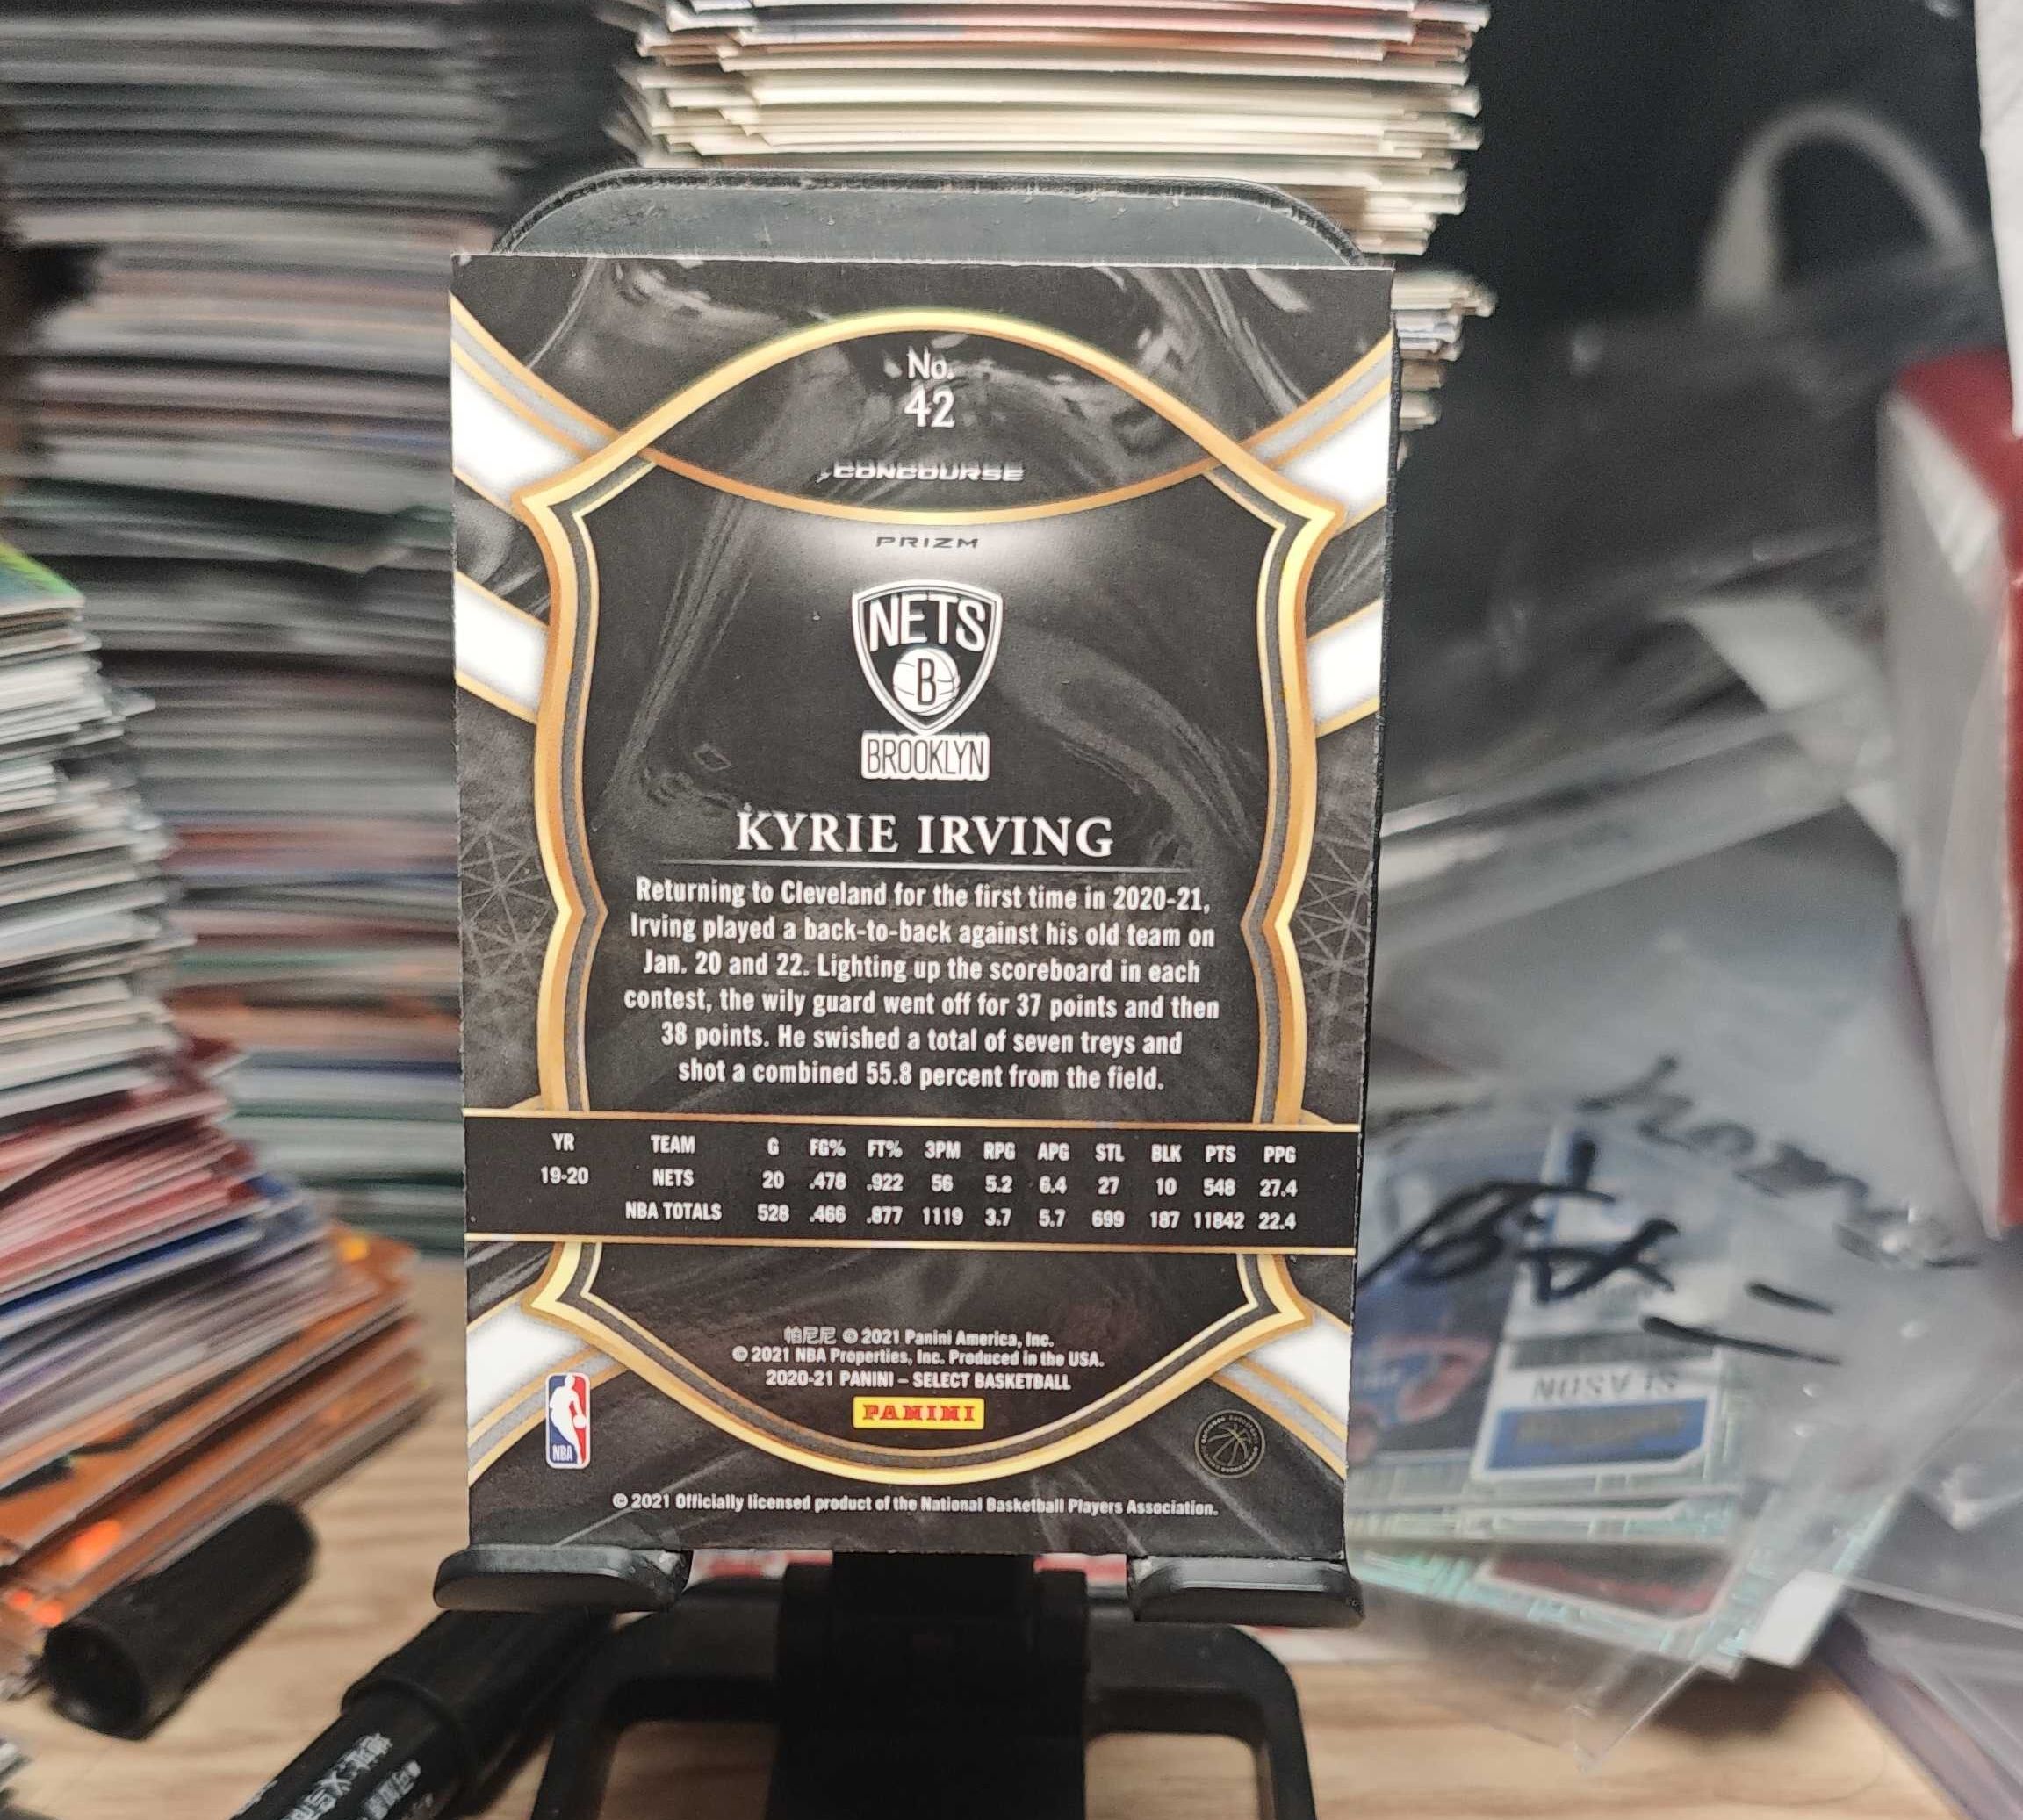 No.
42
CONCOURSE
PRIZM
NETS
B
BROOKLYN
KYRIE IRVING
Returning to Cleveland for the first time in 2020-21,
Irving played a back-to-back against his old team on
Jan. 20 and 22. Lighting up the scoreboard in each
contest, the wily guard went off for 37 points and then
38 points. He swished a total of seven treys and
shot a combined 55.8 percent from the field.
YR TEAM G FG% FT% 3PM RPG APG STL BLK PTS PPG
19-20 NETS 20 .478 .922 56 5.2 6.4 27 10 548 27.4
NBA TOTALS 528 .466 .877 1119 3.7 5.7 699 187 11842 22.4
帕尼尼 © 2021 Panini America, Inc.
© 2021 NBA Properties, Inc. Produced in the USA.
2020-21 PANINI – SELECT BASKETBALL
PANINI
NBA
© 2021 Officially licensed product of the National Basketball Players Association.